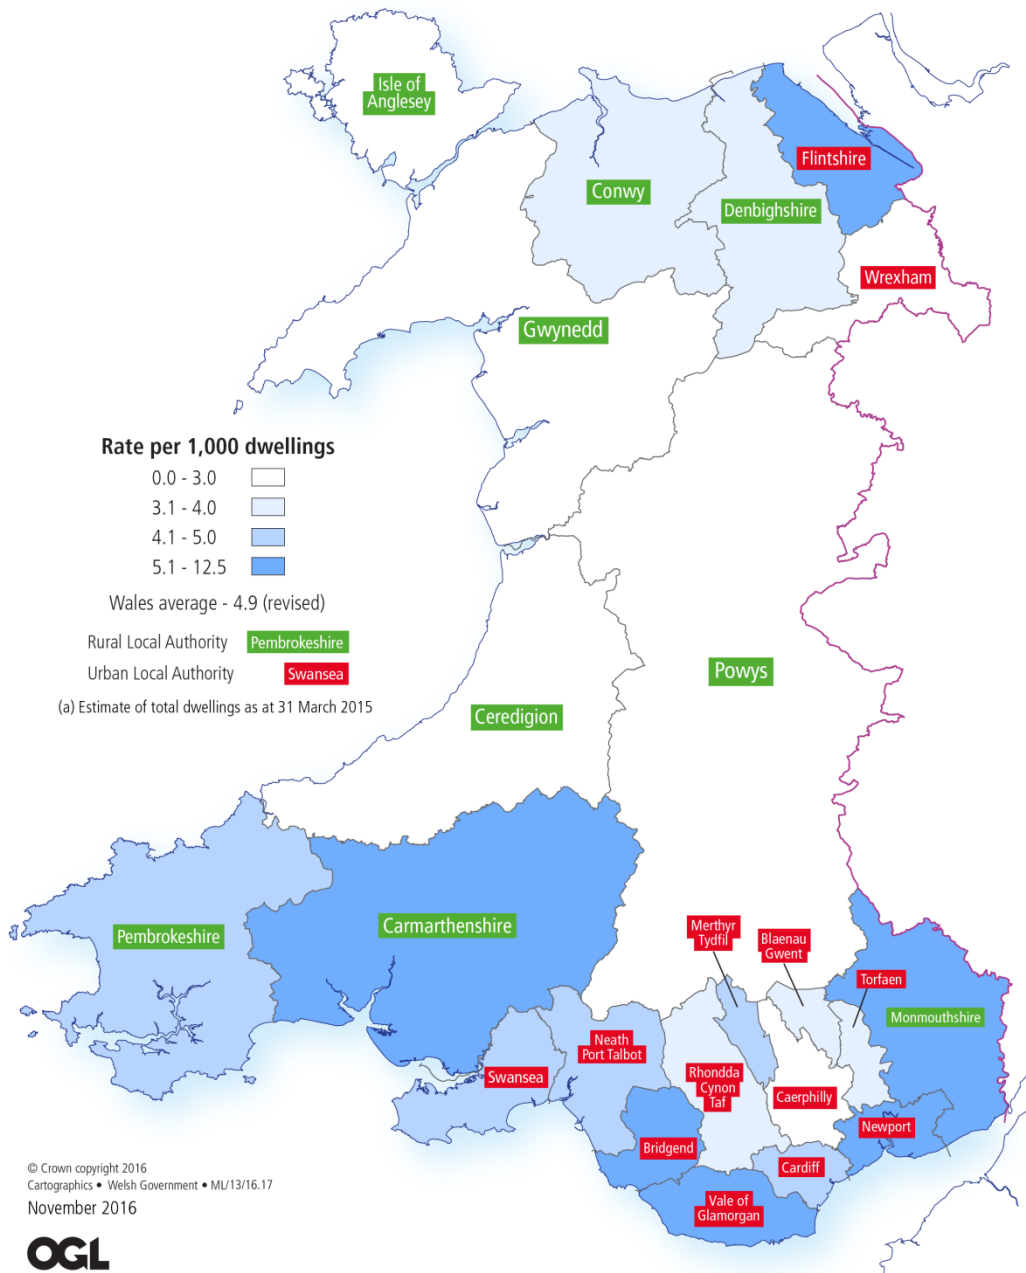 Isle of
Anglesey
Flintshire
Conwy
Denbighshire
Wrexham
Gwynedd
Rate per 1,000 dwellings
0.0 - 3.0
3.1 - 4.0
4.1 - 5.0
5.1 - 12.5
Wales average - 4.9 (revised)
Rural Local Authority Pembrokeshire
Urban Local Authority Swansea
(a) Estimate of total dwellings as at 31 March 2015
Powys
Ceredigion
Carmarthenshire
Pembrokeshire
Merthyr
Tydfil
Blaenau
Gwent
Torfaen
Monmouthshire
Neath
Port Talbot
Swansea
Rhondda
Cynon
Taf
Caerphilly
Newport
Bridgend
Cardiff
Vale of
Glamorgan
© Crown copyright 2016
Cartographics • Welsh Government • ML/13/16.17
November 2016
OGL